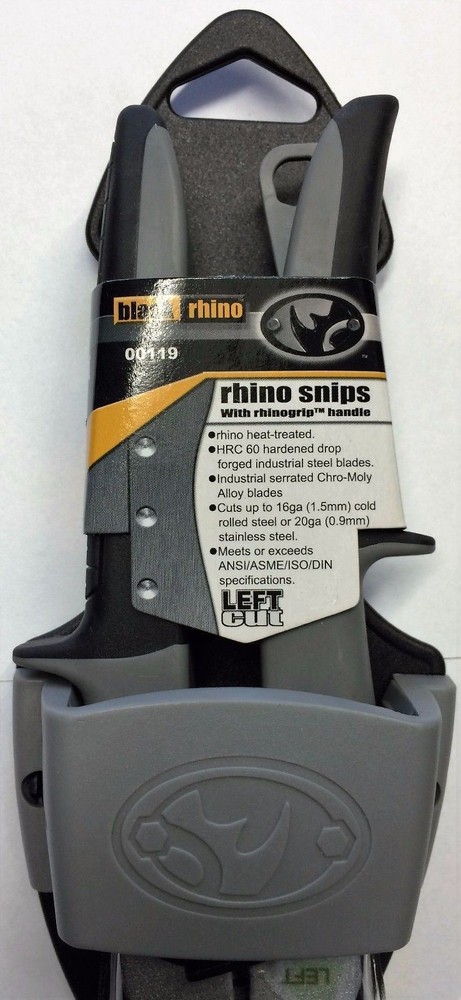 black rhino
™
00119
rhino snips
With rhinogrip™ handle
●rhino heat-treated.
●HRC 60 hardened drop
forged industrial steel blades.
●Industrial serrated Chro-Moly
Alloy blades
●Cuts up to 16ga (1.5mm) cold
rolled steel or 20ga (0.9mm)
stainless steel.
●Meets or exceeds
ANSI/ASME/ISO/DIN
specifications.
LEFT
cut
LEFT